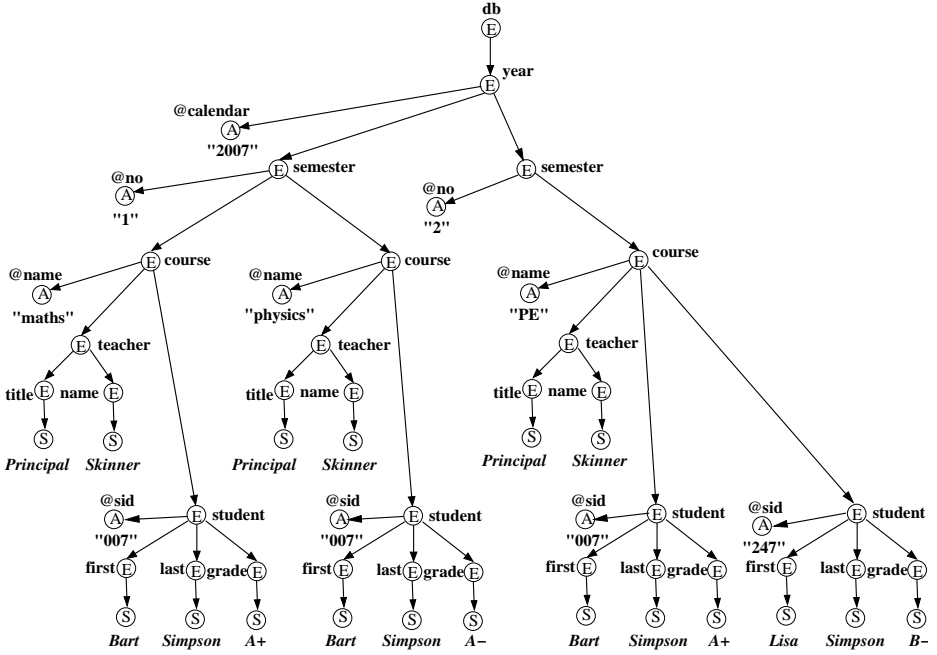 db
E
year
E
@calendar
A
"2007"
E semester
E semester
@no
A
"1"
@no
A
"2"
E course
E course
E course
@name
A
"maths"
@name
A
"physics"
@name
A
"PE"
E teacher
E teacher
E teacher
title E name E
title E name E
title E name E
S S
S S
S S
Principal Skinner
Principal Skinner
Principal Skinner
@sid
A
"007"
E student
@sid
A
"007"
E student
@sid
A
"007"
E student
@sid
A
"247"
E student
first E last E grade E
first E last E grade E
first E last E grade E
first E last E grade E
S S S
S S S
S S S
S S S
Bart Simpson A+
Bart Simpson A−
Bart Simpson A+
Lisa Simpson B−